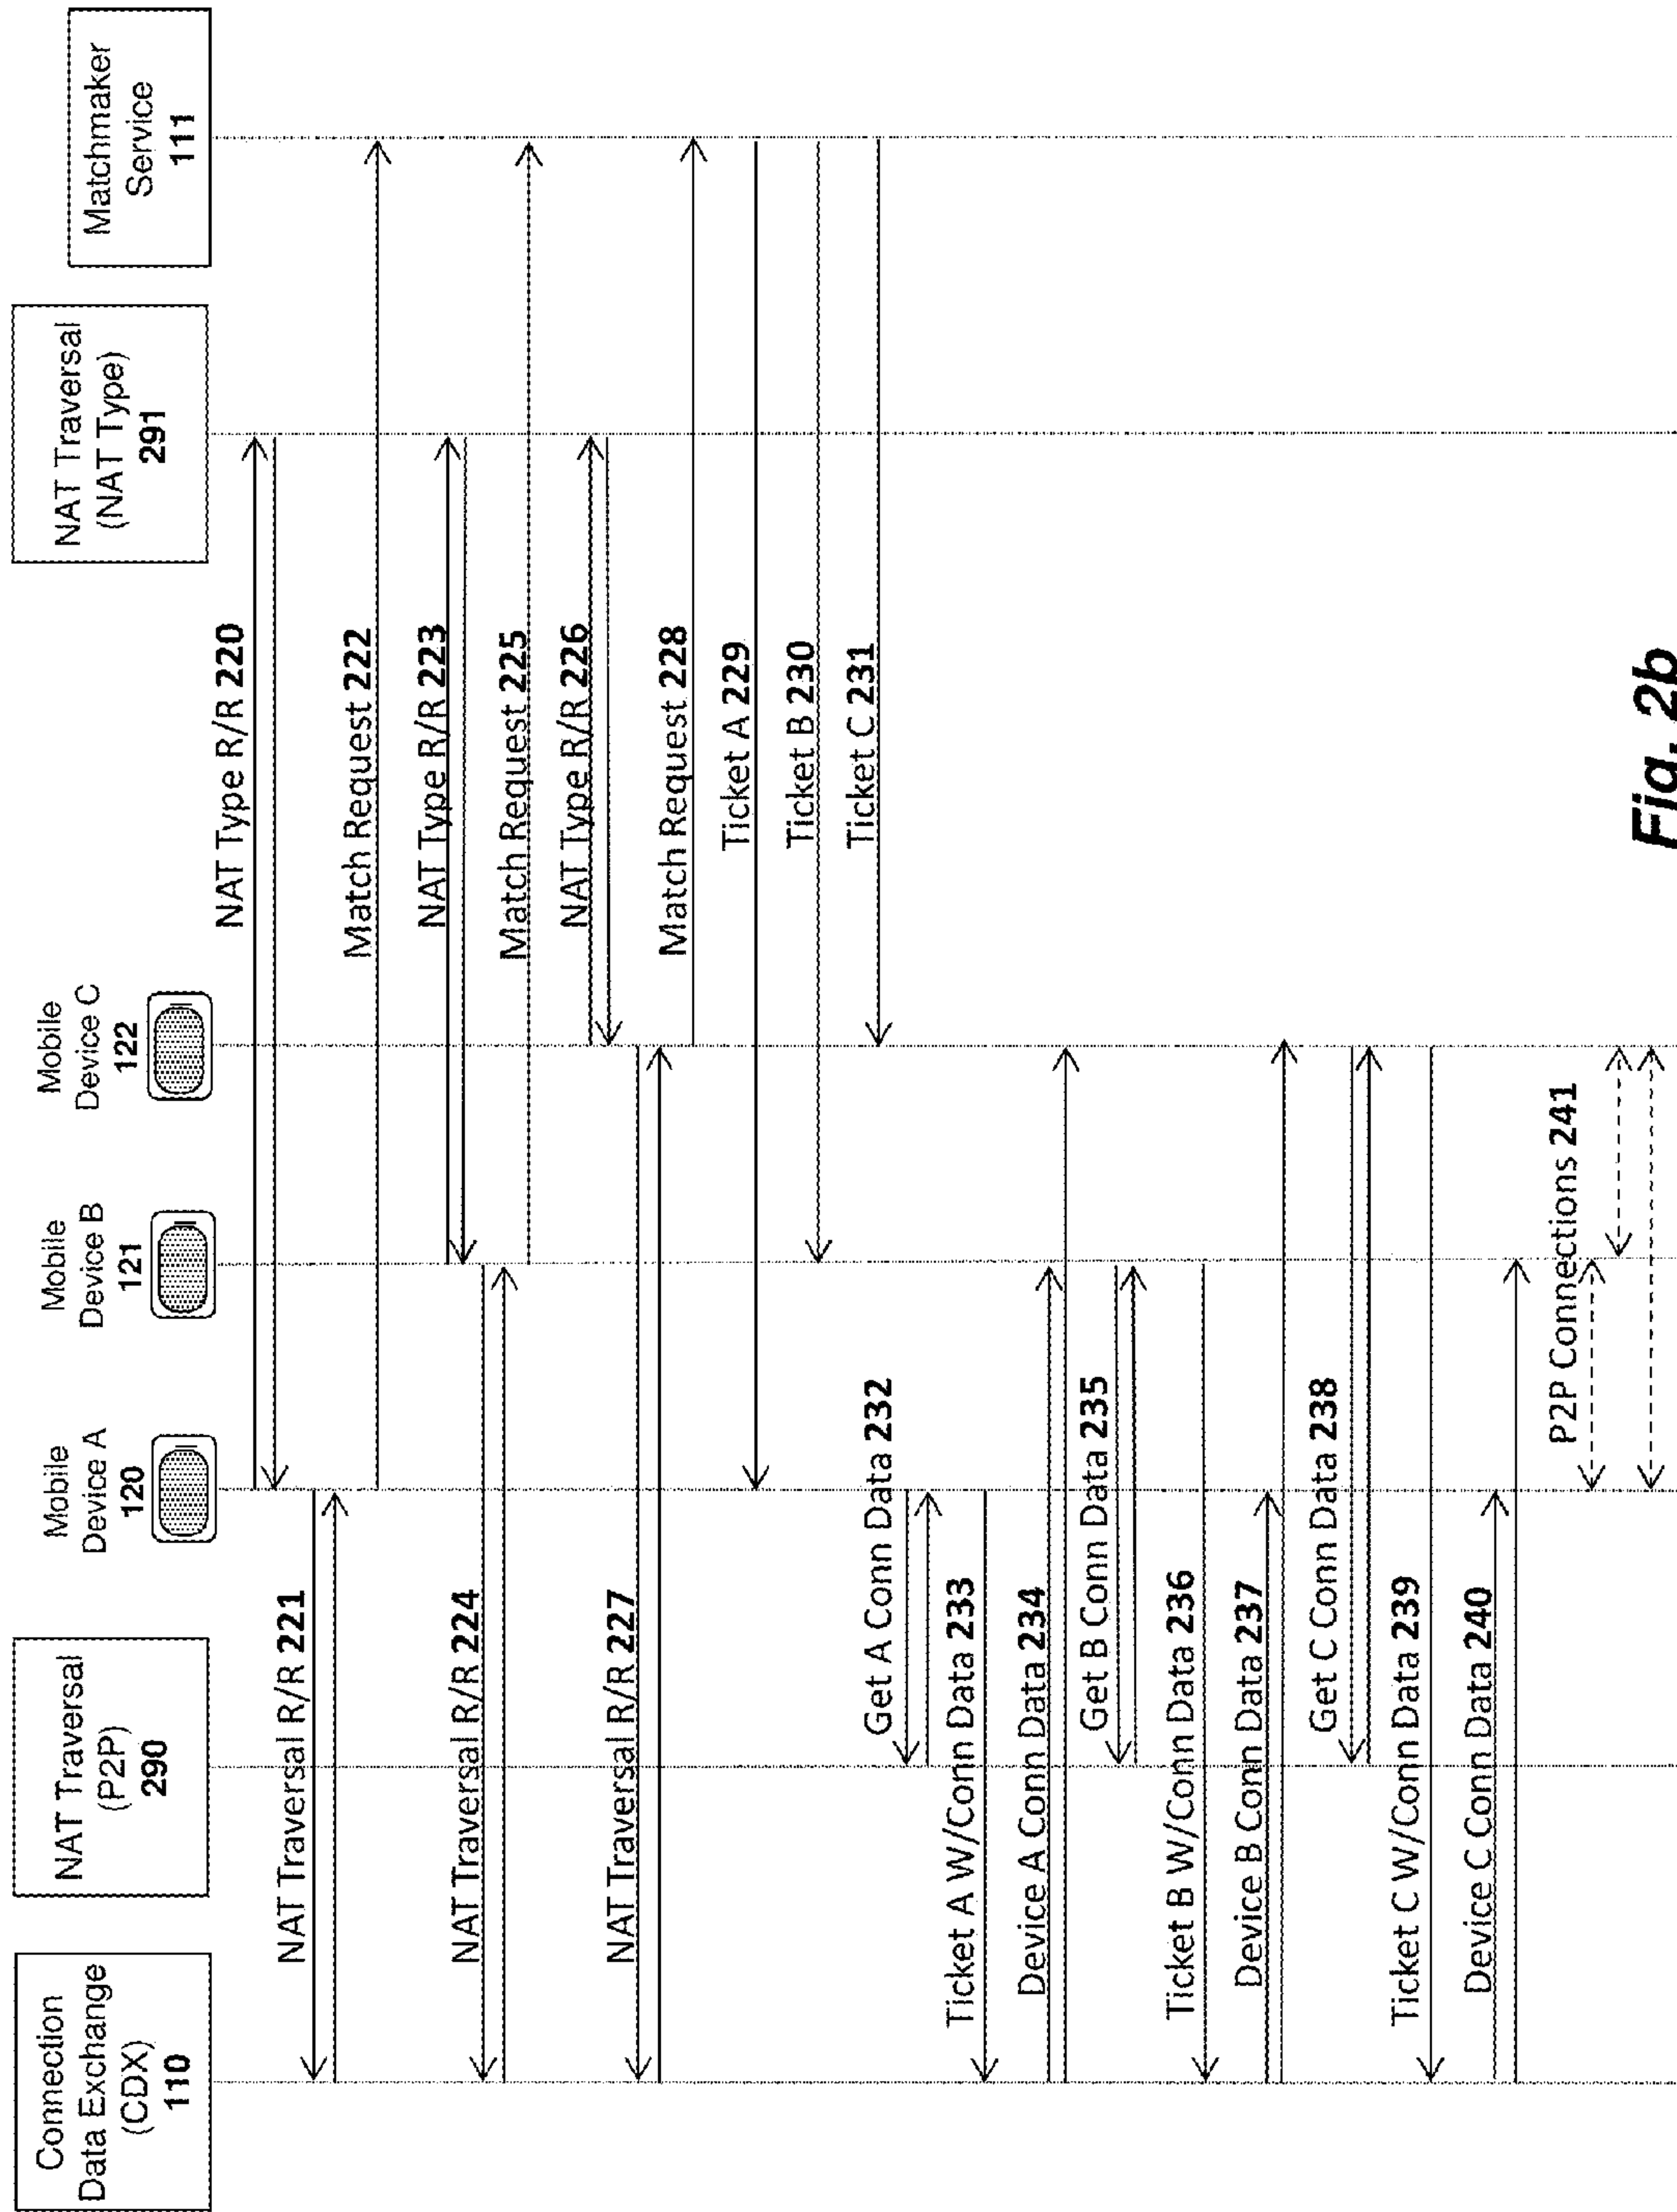 Connection
Data Exchange
(CDX)
110
NAT Traversal
(P2P)
290
Mobile
Device A
120
Mobile
Device B
121
Mobile
Device C
122
NAT Traversal
(NAT Type)
291
Matchmaker
Service
111
NAT Type R/R 220
NAT Traversal R/R 221
Match Request 222
NAT Type R/R 223
NAT Traversal R/R 224
Match Request 225
NAT Type R/R 226
NAT Traversal R/R 227
Match Request 228
Ticket A 229
Ticket B 230
Ticket C 231
Get A Conn Data 232
Ticket A W/Conn Data 233
Device A Conn Data 234
Get B Conn Data 235
Ticket B W/Conn Data 236
Device B Conn Data 237
Get C Conn Data 238
Ticket C W/Conn Data 239
Device C Conn Data 240
P2P Connections 241
Fig. 2b